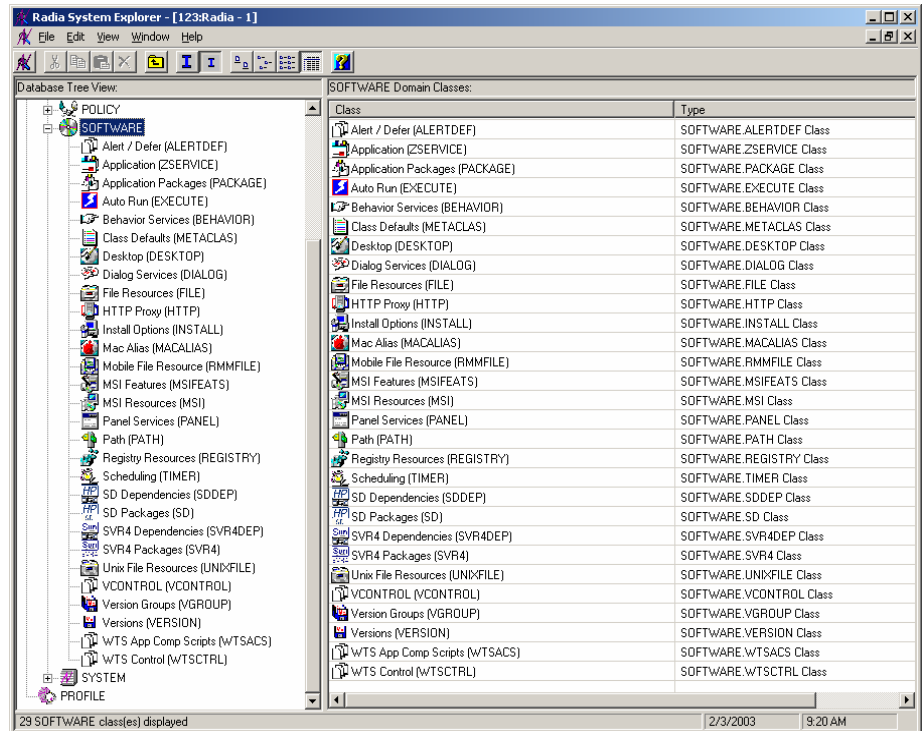 Radia System Explorer - [123:Radia - 1]
File Edit View Window Help
Database Tree View:
POLICY
SOFTWARE
Alert / Defer (ALERTDEF)
Application (ZSERVICE)
Application Packages (PACKAGE)
Auto Run (EXECUTE)
Behavior Services (BEHAVIOR)
Class Defaults (METACLAS)
Desktop (DESKTOP)
Dialog Services (DIALOG)
File Resources (FILE)
HTTP Proxy (HTTP)
Install Options (INSTALL)
Mac Alias (MACALIAS)
Mobile File Resource (RMMFILE)
MSI Features (MSIFEATS)
MSI Resources (MSI)
Panel Services (PANEL)
Path (PATH)
Registry Resources (REGISTRY)
Scheduling (TIMER)
SD Dependencies (SDDEP)
SD Packages (SD)
SVR4 Dependencies (SVR4DEP)
SVR4 Packages (SVR4)
Unix File Resources (UNIXFILE)
VCONTROL (VCONTROL)
Version Groups (VGROUP)
Versions (VERSION)
WTS App Comp Scripts (WTSACS)
WTS Control (WTSCTRL)
SYSTEM
PROFILE
SOFTWARE Domain Classes:
Class Type
Alert / Defer (ALERTDEF) SOFTWARE.ALERTDEF Class
Application (ZSERVICE) SOFTWARE.ZSERVICE Class
Application Packages (PACKAGE) SOFTWARE.PACKAGE Class
Auto Run (EXECUTE) SOFTWARE.EXECUTE Class
Behavior Services (BEHAVIOR) SOFTWARE.BEHAVIOR Class
Class Defaults (METACLAS) SOFTWARE.METACLAS Class
Desktop (DESKTOP) SOFTWARE.DESKTOP Class
Dialog Services (DIALOG) SOFTWARE.DIALOG Class
File Resources (FILE) SOFTWARE.FILE Class
HTTP Proxy (HTTP) SOFTWARE.HTTP Class
Install Options (INSTALL) SOFTWARE.INSTALL Class
Mac Alias (MACALIAS) SOFTWARE.MACALIAS Class
Mobile File Resource (RMMFILE) SOFTWARE.RMMFILE Class
MSI Features (MSIFEATS) SOFTWARE.MSIFEATS Class
MSI Resources (MSI) SOFTWARE.MSI Class
Panel Services (PANEL) SOFTWARE.PANEL Class
Path (PATH) SOFTWARE.PATH Class
Registry Resources (REGISTRY) SOFTWARE.REGISTRY Class
Scheduling (TIMER) SOFTWARE.TIMER Class
SD Dependencies (SDDEP) SOFTWARE.SDDEP Class
SD Packages (SD) SOFTWARE.SD Class
SVR4 Dependencies (SVR4DEP) SOFTWARE.SVR4DEP Class
SVR4 Packages (SVR4) SOFTWARE.SVR4 Class
Unix File Resources (UNIXFILE) SOFTWARE.UNIXFILE Class
VCONTROL (VCONTROL) SOFTWARE.VCONTROL Class
Version Groups (VGROUP) SOFTWARE.VGROUP Class
Versions (VERSION) SOFTWARE.VERSION Class
WTS App Comp Scripts (WTSACS) SOFTWARE.WTSACS Class
WTS Control (WTSCTRL) SOFTWARE.WTSCTRL Class
29 SOFTWARE class(es) displayed 2/3/2003 9:20 AM